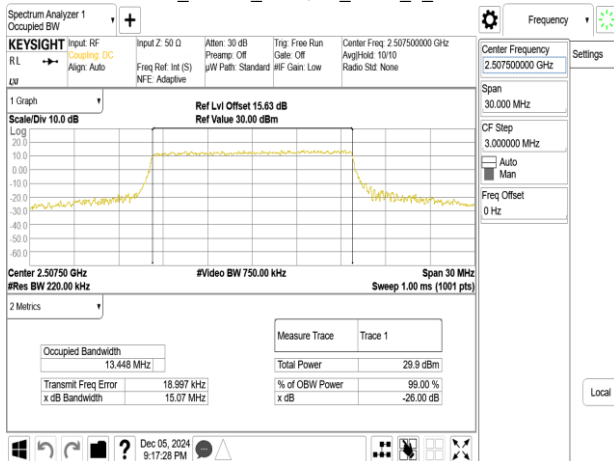 Spectrum Analyzer 1
Occupied BW
Frequency
KEYSIGHT
RL
LXI
Input: RF
Coupling: DC
Align: Auto
Input Z: 50 Ω
Freq Ref: Int (S)
NFE: Adaptive
Atten: 30 dB
Preamp: Off
µW Path: Standard
Trig: Free Run
Gate: Off
#IF Gain: Low
Center Freq: 2.507500000 GHz
Avg|Hold: 10/10
Radio Std: None
Center Frequency
2.507500000 GHz
Settings
Span
30.000 MHz
CF Step
3.000000 MHz
Auto
Man
Freq Offset
0 Hz
Local
1 Graph
Scale/Div 10.0 dB
Ref Lvl Offset 15.63 dB
Ref Value 30.00 dBm
Log
20.0
10.0
0.00
-10.0
-20.0
-30.0
-40.0
-50.0
-60.0
Center 2.50750 GHz
#Res BW 220.00 kHz
#Video BW 750.00 kHz
Span 30 MHz
Sweep 1.00 ms (1001 pts)
2 Metrics
Measure Trace Trace 1
Occupied Bandwidth
13.448 MHz
Total Power 29.9 dBm
Transmit Freq Error 18.997 kHz
% of OBW Power 99.00 %
x dB Bandwidth 15.07 MHz
x dB -26.00 dB
?
Dec 05, 2024
9:17:28 PM